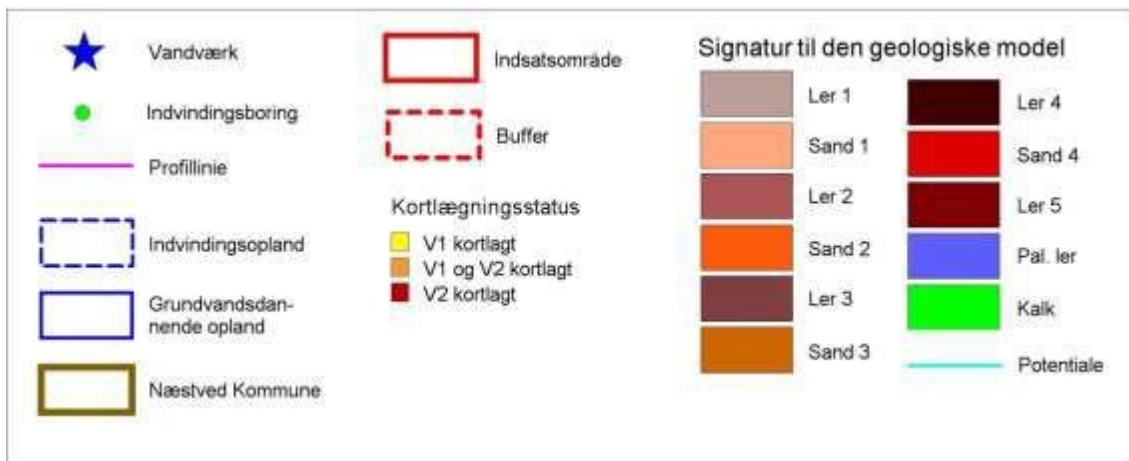 Vandværk
Indvindingsboring
Profillinie
Indvindingsopland
Grundvandsdan-
nende opland
Næstved Kommune
Indsatsområde
Buffer
Kortlægningsstatus
V1 kortlagt
V1 og V2 kortlagt
V2 kortlagt
Signatur til den geologiske model
Ler 1
Sand 1
Ler 2
Sand 2
Ler 3
Sand 3
Ler 4
Sand 4
Ler 5
Pal. ler
Kalk
Potentiale